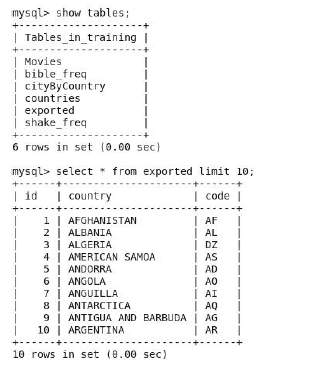 mysql> show tables;
+--------------------+
| Tables_in_training |
+--------------------+
| Movies             |
| bible_freq         |
| cityByCountry      |
| countries          |
| exported           |
| shake_freq         |
+--------------------+
6 rows in set (0.00 sec)

mysql> select * from exported limit 10;
+------+---------------------+------+
| id   | country             | code |
+------+---------------------+------+
|    1 | AFGHANISTAN         | AF   |
|    2 | ALBANIA             | AL   |
|    3 | ALGERIA             | DZ   |
|    4 | AMERICAN SAMOA      | AS   |
|    5 | ANDORRA             | AD   |
|    6 | ANGOLA              | AO   |
|    7 | ANGUILLA            | AI   |
|    8 | ANTARCTICA          | AQ   |
|    9 | ANTIGUA AND BARBUDA | AG   |
|   10 | ARGENTINA           | AR   |
+------+---------------------+------+
10 rows in set (0.00 sec)